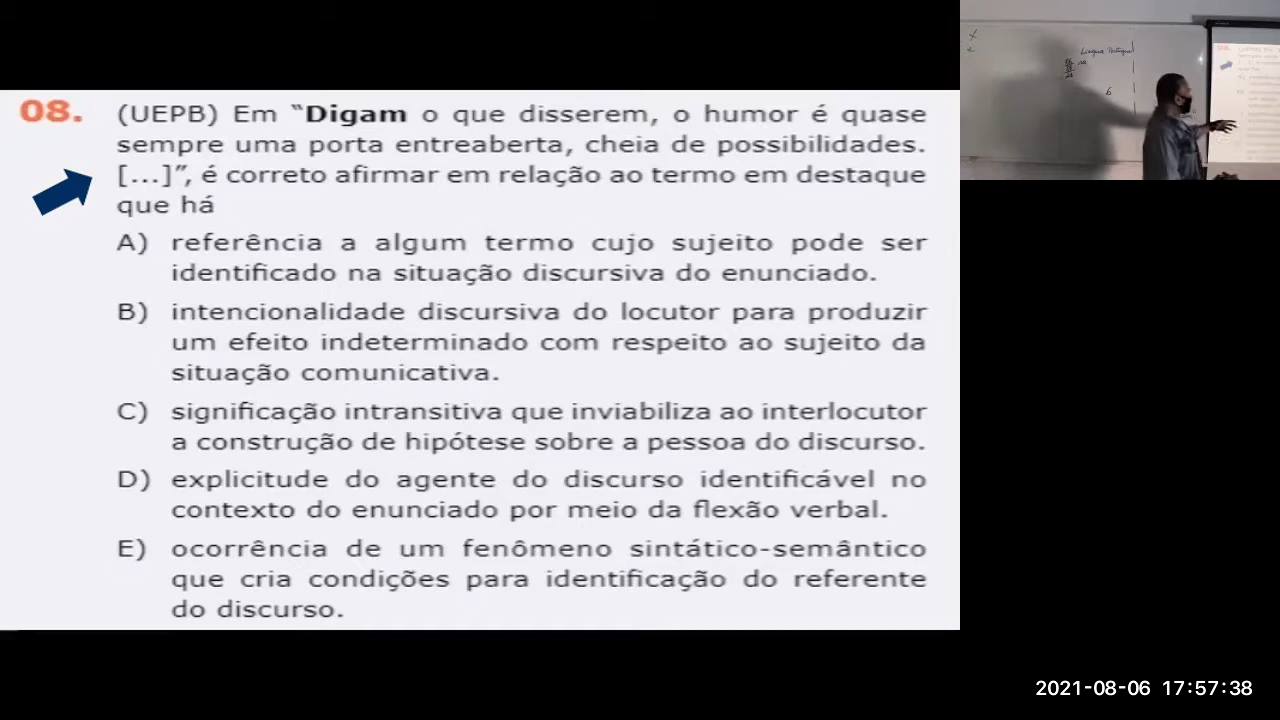 08. (UEPB) Em “Digam o que disserem, o humor é quase
sempre uma porta entreaberta, cheia de possibilidades.
[...]”, é correto afirmar em relação ao termo em destaque
que há
A) referência a algum termo cujo sujeito pode ser
identificado na situação discursiva do enunciado.
B) intencionalidade discursiva do locutor para produzir
um efeito indeterminado com respeito ao sujeito da
situação comunicativa.
C) significação intransitiva que inviabiliza ao interlocutor
a construção de hipótese sobre a pessoa do discurso.
D) explicitude do agente do discurso identificável no
contexto do enunciado por meio da flexão verbal.
E) ocorrência de um fenômeno sintático-semântico
que cria condições para identificação do referente
do discurso.
Língua Portugues
2021-08-06 17:57:38